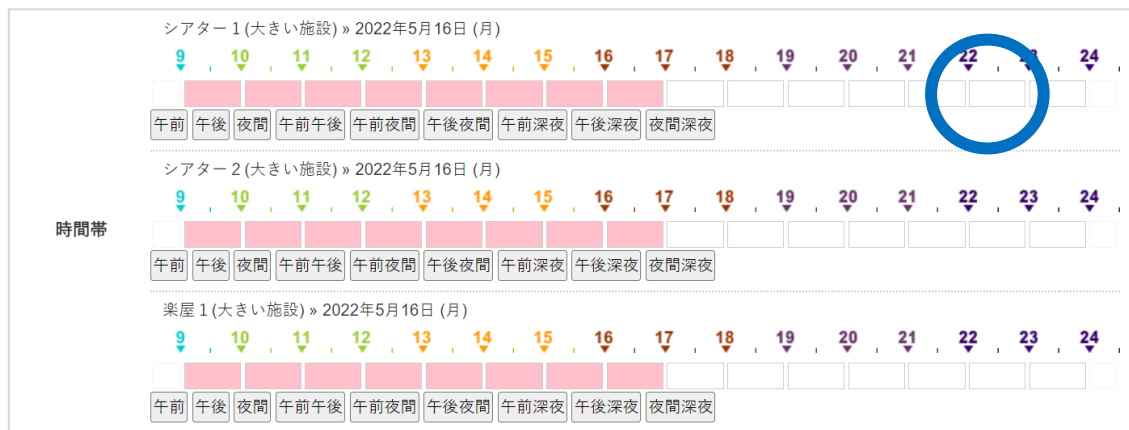 シアター１(大きい施設) » 2022年5月16日 (月)
9 10 11 12 13 14 15 16 17 18 19 20 21 22 23 24
午前 午後 夜間 午前午後 午前夜間 午後夜間 午前深夜 午後深夜 夜間深夜
シアター２(大きい施設) » 2022年5月16日 (月)
9 10 11 12 13 14 15 16 17 18 19 20 21 22 23 24
時間帯
午前 午後 夜間 午前午後 午前夜間 午後夜間 午前深夜 午後深夜 夜間深夜
楽屋１(大きい施設) » 2022年5月16日 (月)
9 10 11 12 13 14 15 16 17 18 19 20 21 22 23 24
午前 午後 夜間 午前午後 午前夜間 午後夜間 午前深夜 午後深夜 夜間深夜